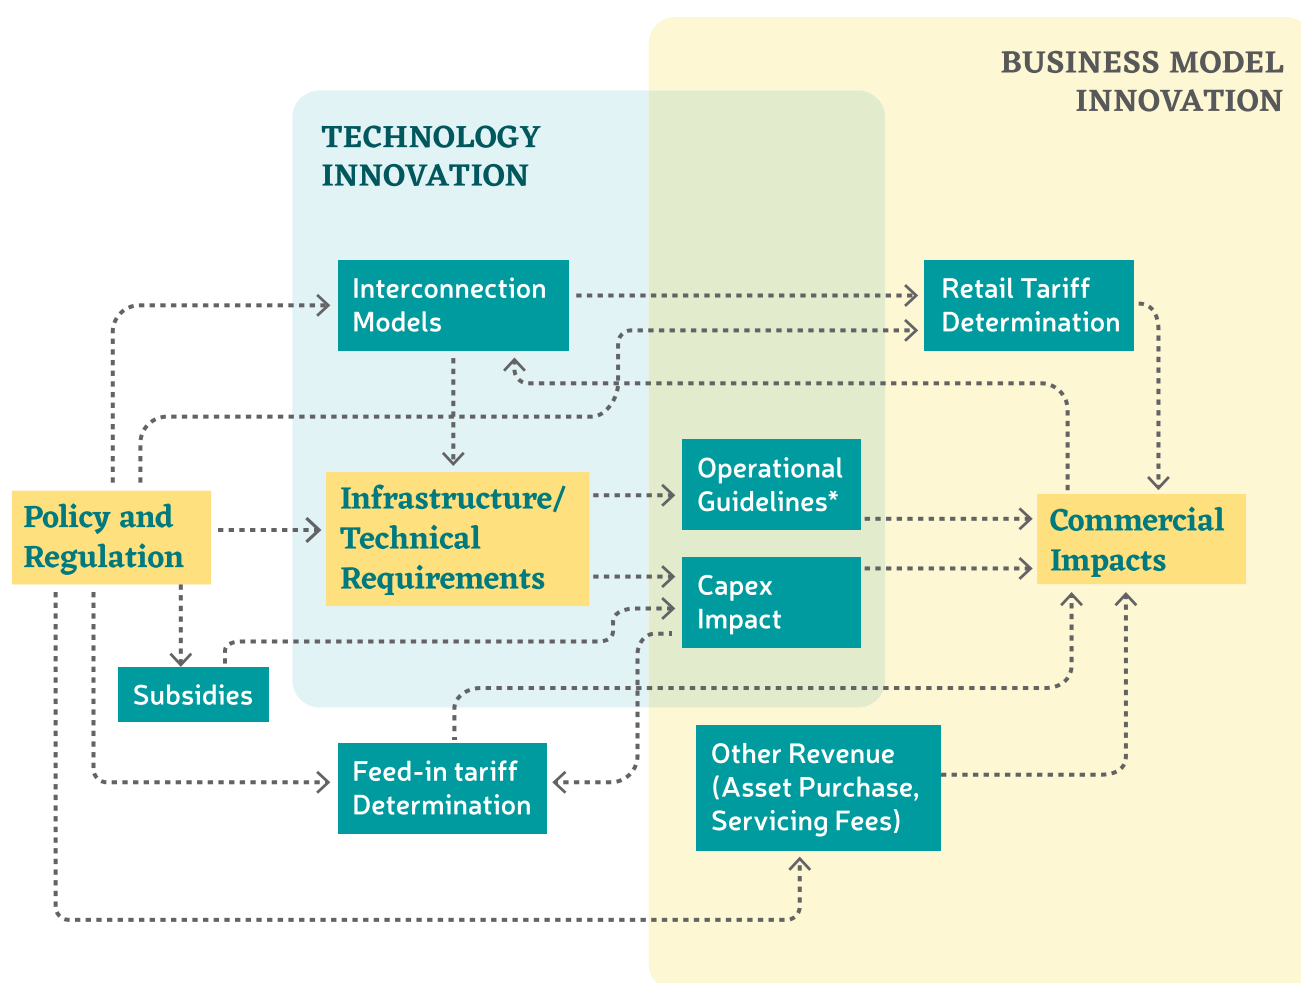 BUSINESS MODEL
INNOVATION
TECHNOLOGY
INNOVATION
Interconnection
Models
Retail Tariff
Determination
Operational
Guidelines*
Policy and
Regulation
Infrastructure/
Technical
Requirements
Commercial
Impacts
Capex
Impact
Subsidies
Feed-in tariff
Determination
Other Revenue
(Asset Purchase,
Servicing Fees)